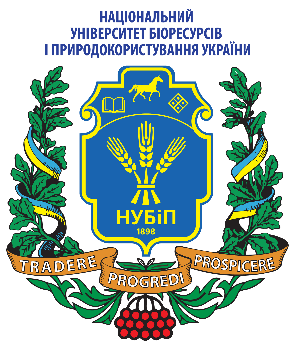 НАЦІОНАЛЬНИЙ
УНІВЕРСИТЕТ БІОРЕСУРСІВ
І ПРИРОДОКОРИСТУВАННЯ УКРАЇНИ
НУБіП
1898
TRADERE
PROGREDI
PROSPICERE